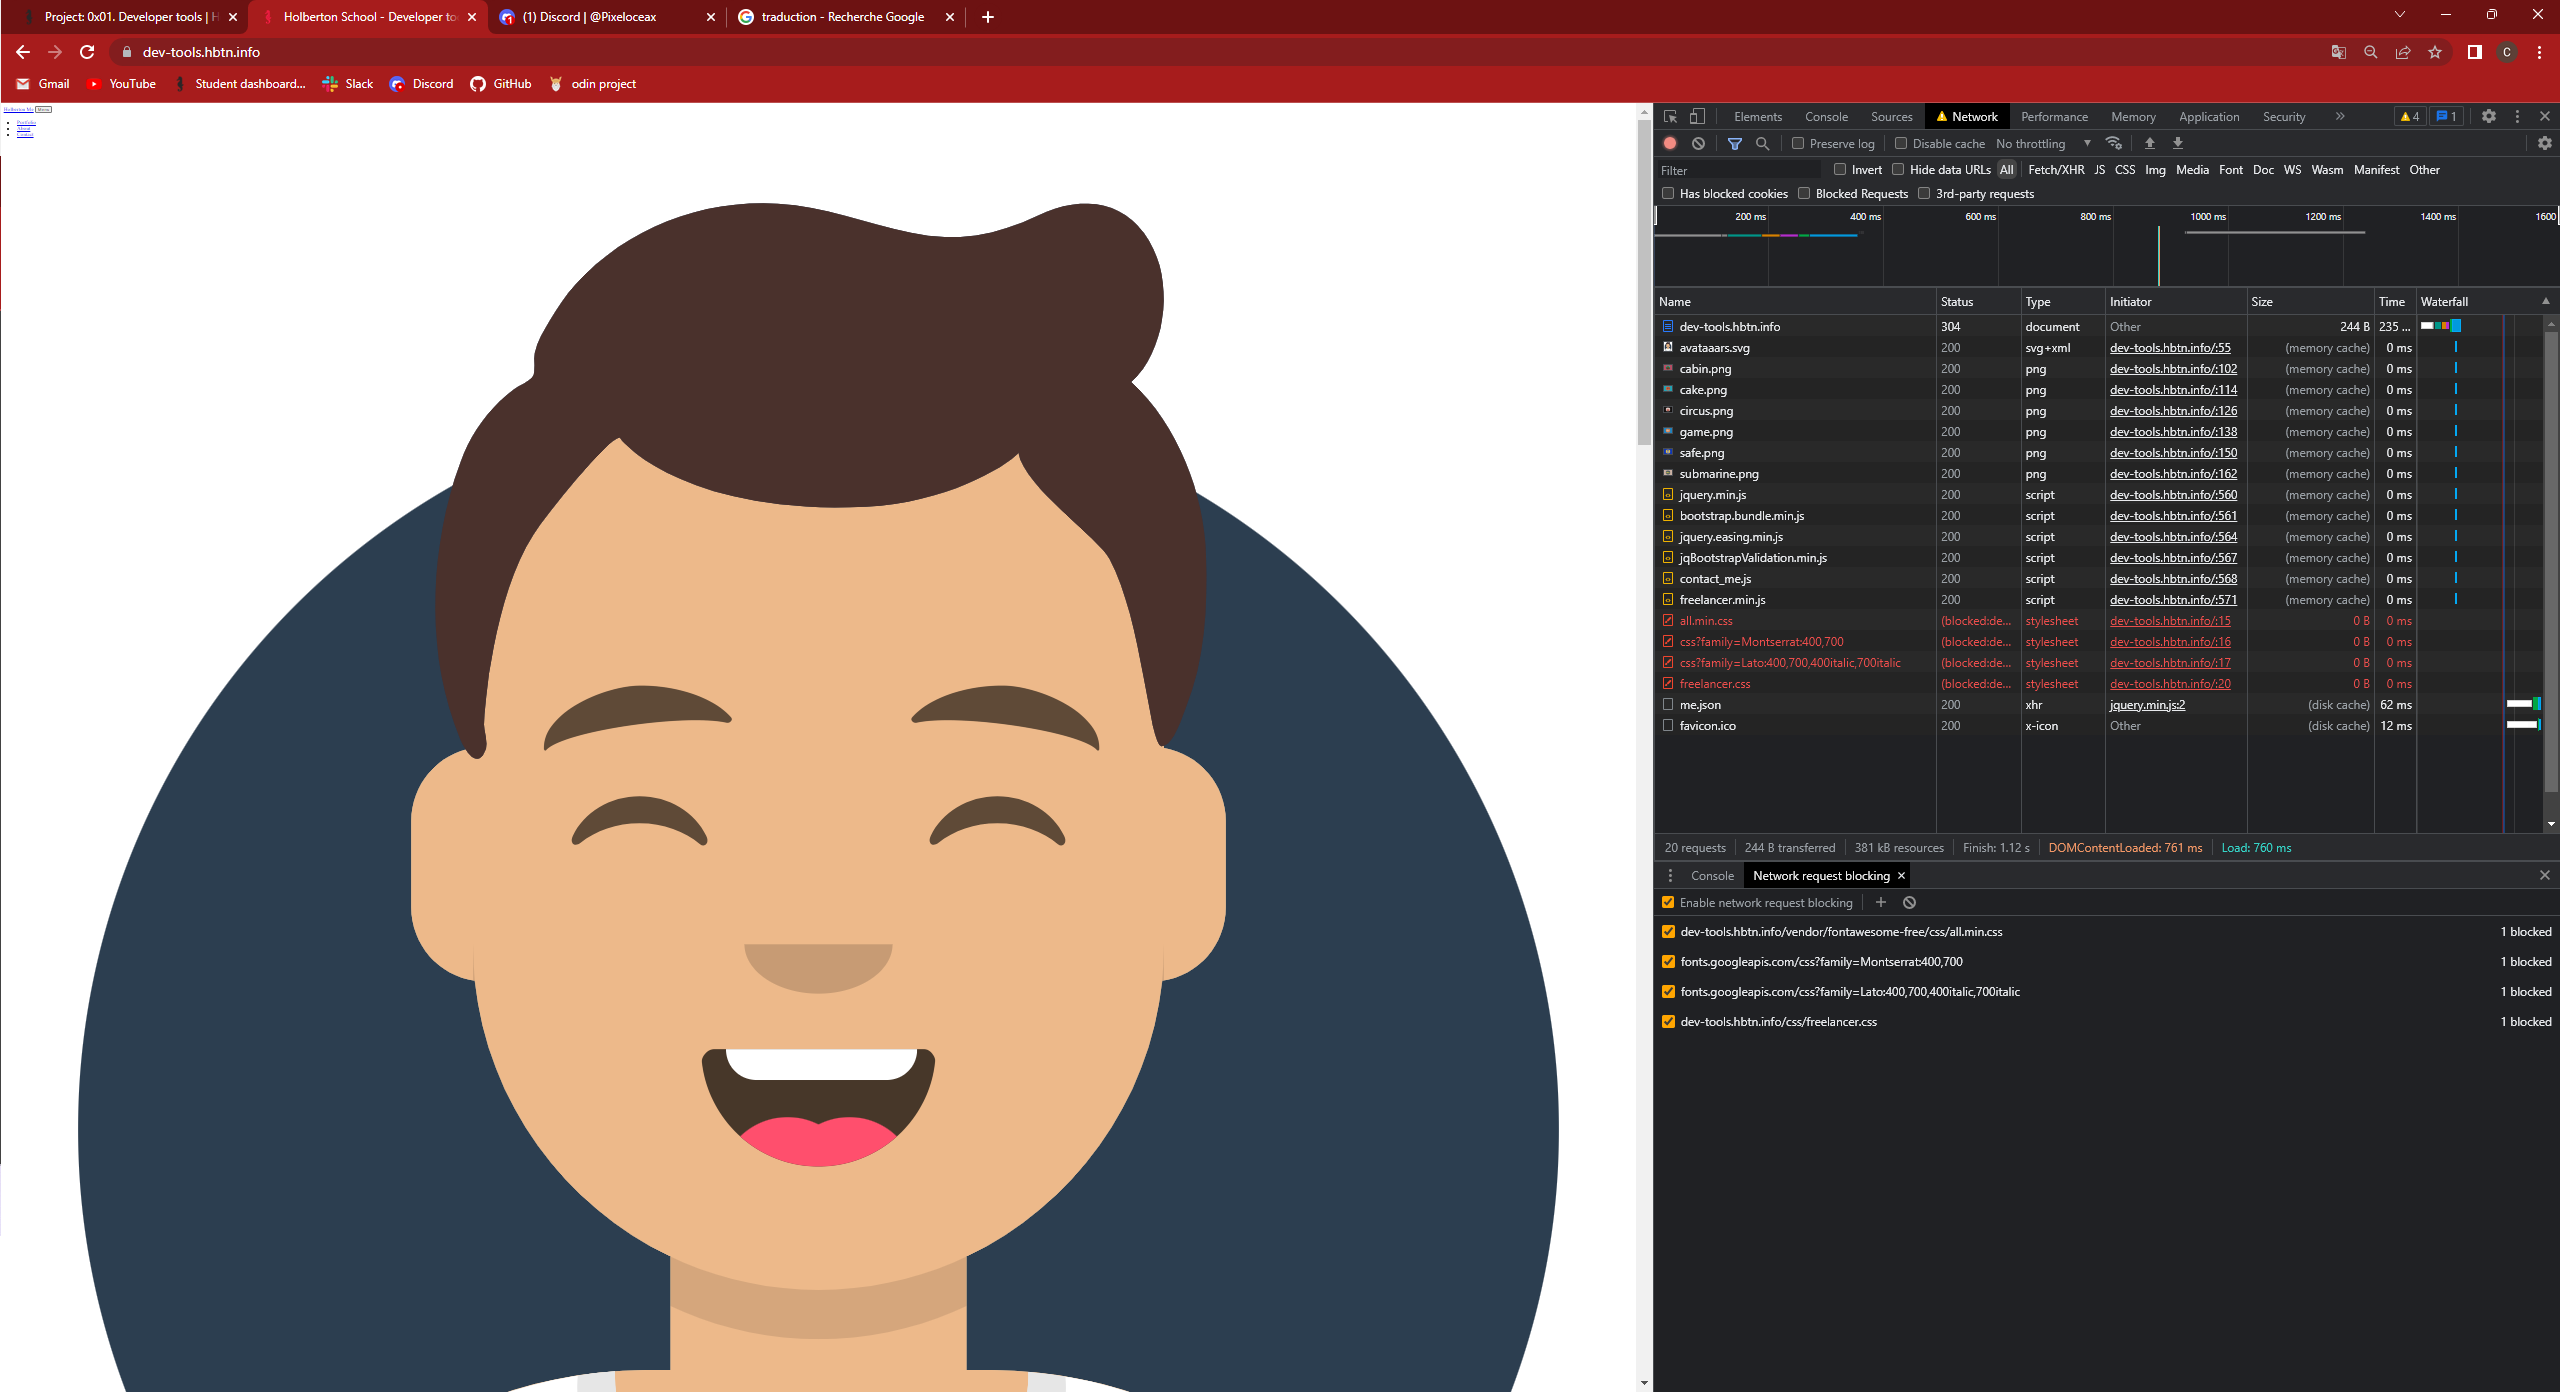 Project: 0x01. Developer tools | H
Holberton School - Developer to
(1) Discord | @Pixeloceax
traduction - Recherche Google
dev-tools.hbtn.info
C
Gmail
YouTube
Student dashboard...
Slack
Discord
GitHub
odin project
Portfolio
About
Contact
Elements Console Sources Network Performance Memory Application Security » 4 1
Preserve log Disable cache No throttling
Filter Invert Hide data URLs All Fetch/XHR JS CSS Img Media Font Doc WS Wasm Manifest Other
Has blocked cookies Blocked Requests 3rd-party requests
200 ms 400 ms 600 ms 800 ms 1000 ms 1200 ms 1400 ms 1600
Name Status Type Initiator Size Time Waterfall
dev-tools.hbtn.info 304 document Other 244 B 235 ...
avataaars.svg 200 svg+xml dev-tools.hbtn.info/:55 (memory cache) 0 ms
cabin.png 200 png dev-tools.hbtn.info/:102 (memory cache) 0 ms
cake.png 200 png dev-tools.hbtn.info/:114 (memory cache) 0 ms
circus.png 200 png dev-tools.hbtn.info/:126 (memory cache) 0 ms
game.png 200 png dev-tools.hbtn.info/:138 (memory cache) 0 ms
safe.png 200 png dev-tools.hbtn.info/:150 (memory cache) 0 ms
submarine.png 200 png dev-tools.hbtn.info/:162 (memory cache) 0 ms
jquery.min.js 200 script dev-tools.hbtn.info/:560 (memory cache) 0 ms
bootstrap.bundle.min.js 200 script dev-tools.hbtn.info/:561 (memory cache) 0 ms
jquery.easing.min.js 200 script dev-tools.hbtn.info/:564 (memory cache) 0 ms
jqBootstrapValidation.min.js 200 script dev-tools.hbtn.info/:567 (memory cache) 0 ms
contact_me.js 200 script dev-tools.hbtn.info/:568 (memory cache) 0 ms
freelancer.min.js 200 script dev-tools.hbtn.info/:571 (memory cache) 0 ms
all.min.css (blocked:de... stylesheet dev-tools.hbtn.info/:15 0 B 0 ms
css?family=Montserrat:400,700 (blocked:de... stylesheet dev-tools.hbtn.info/:16 0 B 0 ms
css?family=Lato:400,700,400italic,700italic (blocked:de... stylesheet dev-tools.hbtn.info/:17 0 B 0 ms
freelancer.css (blocked:de... stylesheet dev-tools.hbtn.info/:20 0 B 0 ms
me.json 200 xhr jquery.min.js:2 (disk cache) 62 ms
favicon.ico 200 x-icon Other (disk cache) 12 ms
20 requests 244 B transferred 381 kB resources Finish: 1.12 s DOMContentLoaded: 761 ms Load: 760 ms
Console Network request blocking
Enable network request blocking
dev-tools.hbtn.info/vendor/fontawesome-free/css/all.min.css 1 blocked
fonts.googleapis.com/css?family=Montserrat:400,700 1 blocked
fonts.googleapis.com/css?family=Lato:400,700,400italic,700italic 1 blocked
dev-tools.hbtn.info/css/freelancer.css 1 blocked